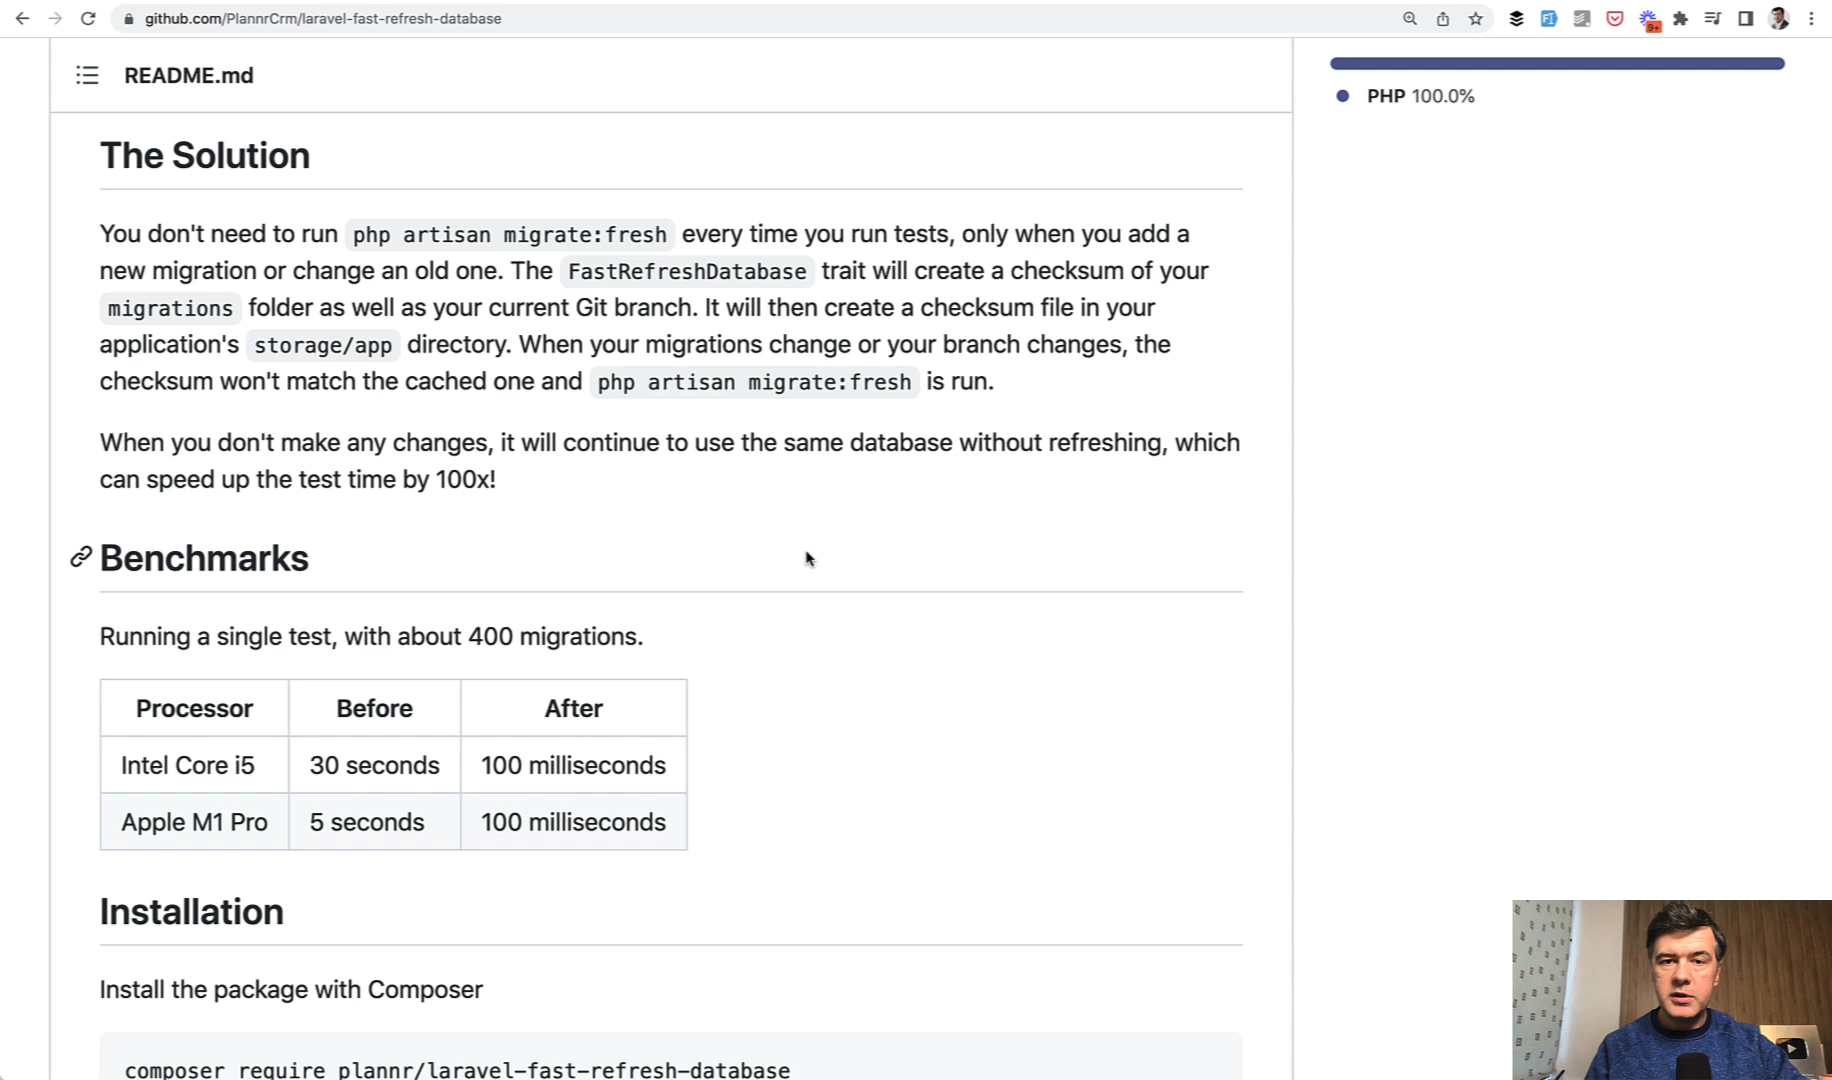 github.com/PlannrCrm/laravel-fast-refresh-database
9+
README.md
PHP 100.0%
The Solution
You don't need to run php artisan migrate:fresh every time you run tests, only when you add a
new migration or change an old one. The FastRefreshDatabase trait will create a checksum of your
migrations folder as well as your current Git branch. It will then create a checksum file in your
application's storage/app directory. When your migrations change or your branch changes, the
checksum won't match the cached one and php artisan migrate:fresh is run.
When you don't make any changes, it will continue to use the same database without refreshing, which
can speed up the test time by 100x!
Benchmarks
Running a single test, with about 400 migrations.
Processor Before After
Intel Core i5 30 seconds 100 milliseconds
Apple M1 Pro 5 seconds 100 milliseconds
Installation
Install the package with Composer
composer require plannr/laravel-fast-refresh-database